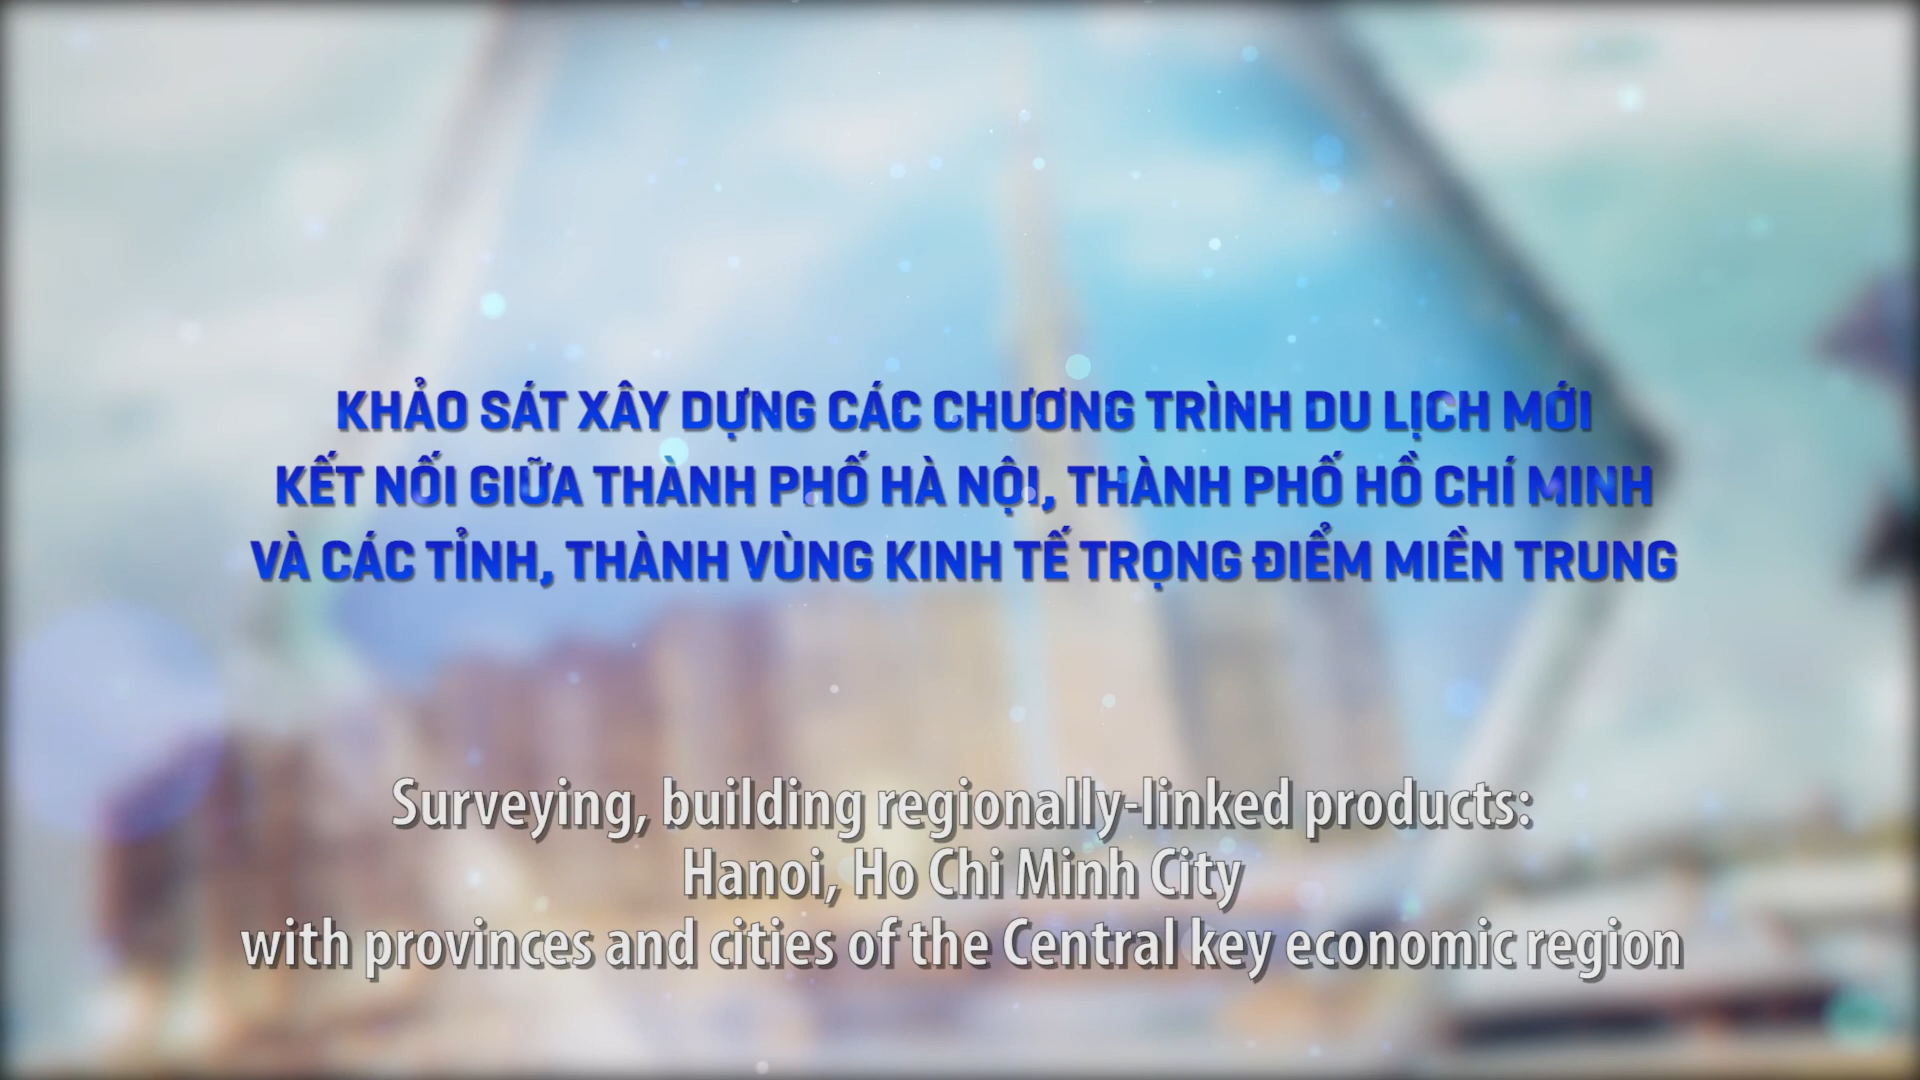 KHẢO SÁT XÂY DỰNG CÁC CHƯƠNG TRÌNH DU LỊCH MỚI
KẾT NỐI GIỮA THÀNH PHỐ HÀ NỘI, THÀNH PHỐ HỒ CHÍ MINH
VÀ CÁC TỈNH, THÀNH VÙNG KINH TẾ TRỌNG ĐIỂM MIỀN TRUNG
Surveying, building regionally-linked products:
Hanoi, Ho Chi Minh City
with provinces and cities of the Central key economic region